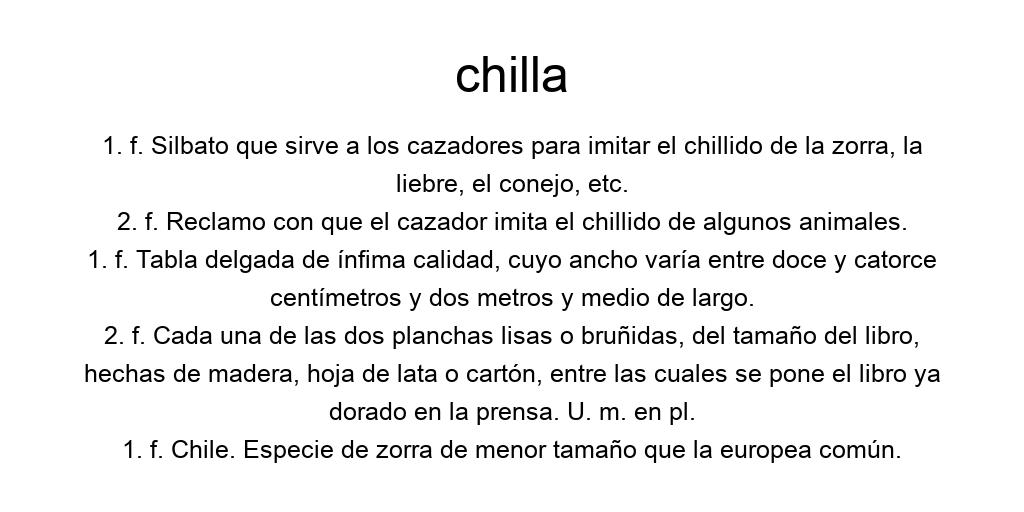 chilla
1. f. Silbato que sirve a los cazadores para imitar el chillido de la zorra, la
liebre, el conejo, etc.
2. f. Reclamo con que el cazador imita el chillido de algunos animales.
1. f. Tabla delgada de ínfima calidad, cuyo ancho varía entre doce y catorce
centímetros y dos metros y medio de largo.
2. f. Cada una de las dos planchas lisas o bruñidas, del tamaño del libro,
hechas de madera, hoja de lata o cartón, entre las cuales se pone el libro ya
dorado en la prensa. U. m. en pl.
1. f. Chile. Especie de zorra de menor tamaño que la europea común.